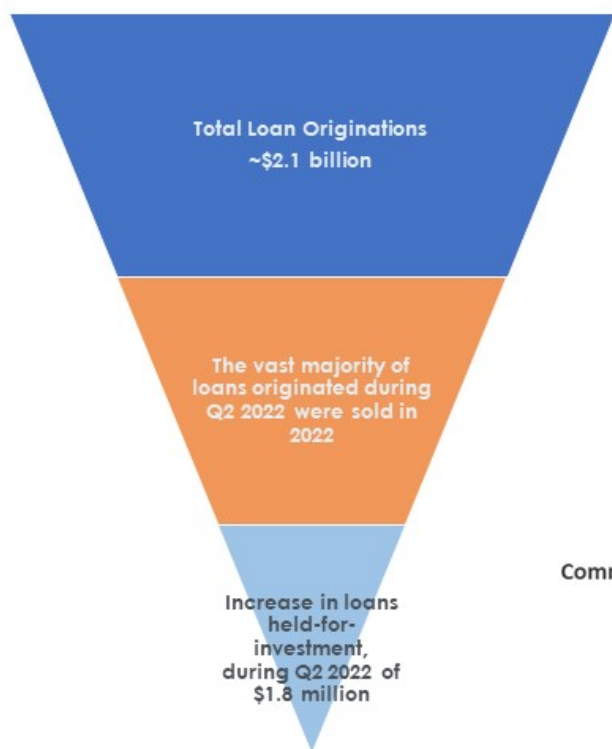 Total Loan Originations
~$2.1 billion
The vast majority of
loans originated during
Q2 2022 were sold in
2022
Increase in loans
held-for-
investment,
during Q2 2022 of
$1.8 million
Comm